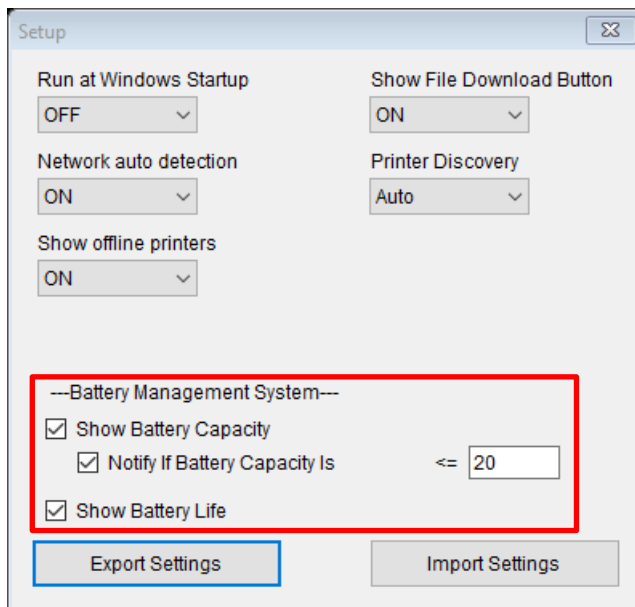 Setup
Run at Windows Startup
Show File Download Button
OFF
ON
Network auto detection
Printer Discovery
ON
Auto
Show offline printers
ON
---Battery Management System---
Show Battery Capacity
Notify If Battery Capacity Is <= 20
Show Battery Life
Export Settings
Import Settings